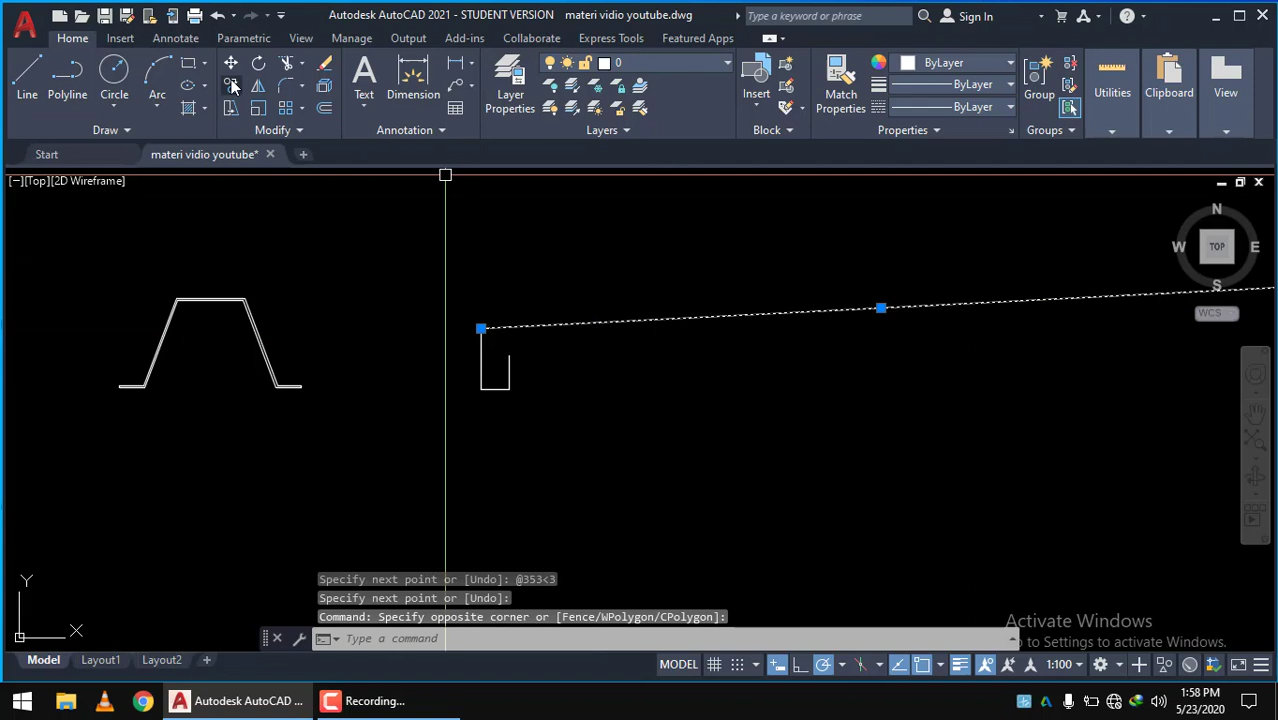 Autodesk AutoCAD 2021 - STUDENT VERSION materi vidio youtube.dwg Type a keyword or phrase Sign In
Home Insert Annotate Parametric View Manage Output Add-ins Collaborate Express Tools Featured Apps
0 ByLayer
Line Polyline Circle Arc Text Dimension Layer Properties Insert Match Properties ByLayer Group Utilities Clipboard View
ByLayer
Draw Modify Annotation Layers Block Properties Groups
Start materi vidio youtube*
[−][Top][2D Wireframe]
N
W TOP E
S
WCS
Specify next point or [Undo]: @353<3
Specify next point or [Undo]:
Command: Specify opposite corner or [Fence/WPolygon/CPolygon]:
Type a command
Y
X
Activate Windows
o to Settings to activate Windows.
Model Layout1 Layout2 + MODEL 1:100
Autodesk AutoCAD ... Recording...
1:58 PM
5/23/2020